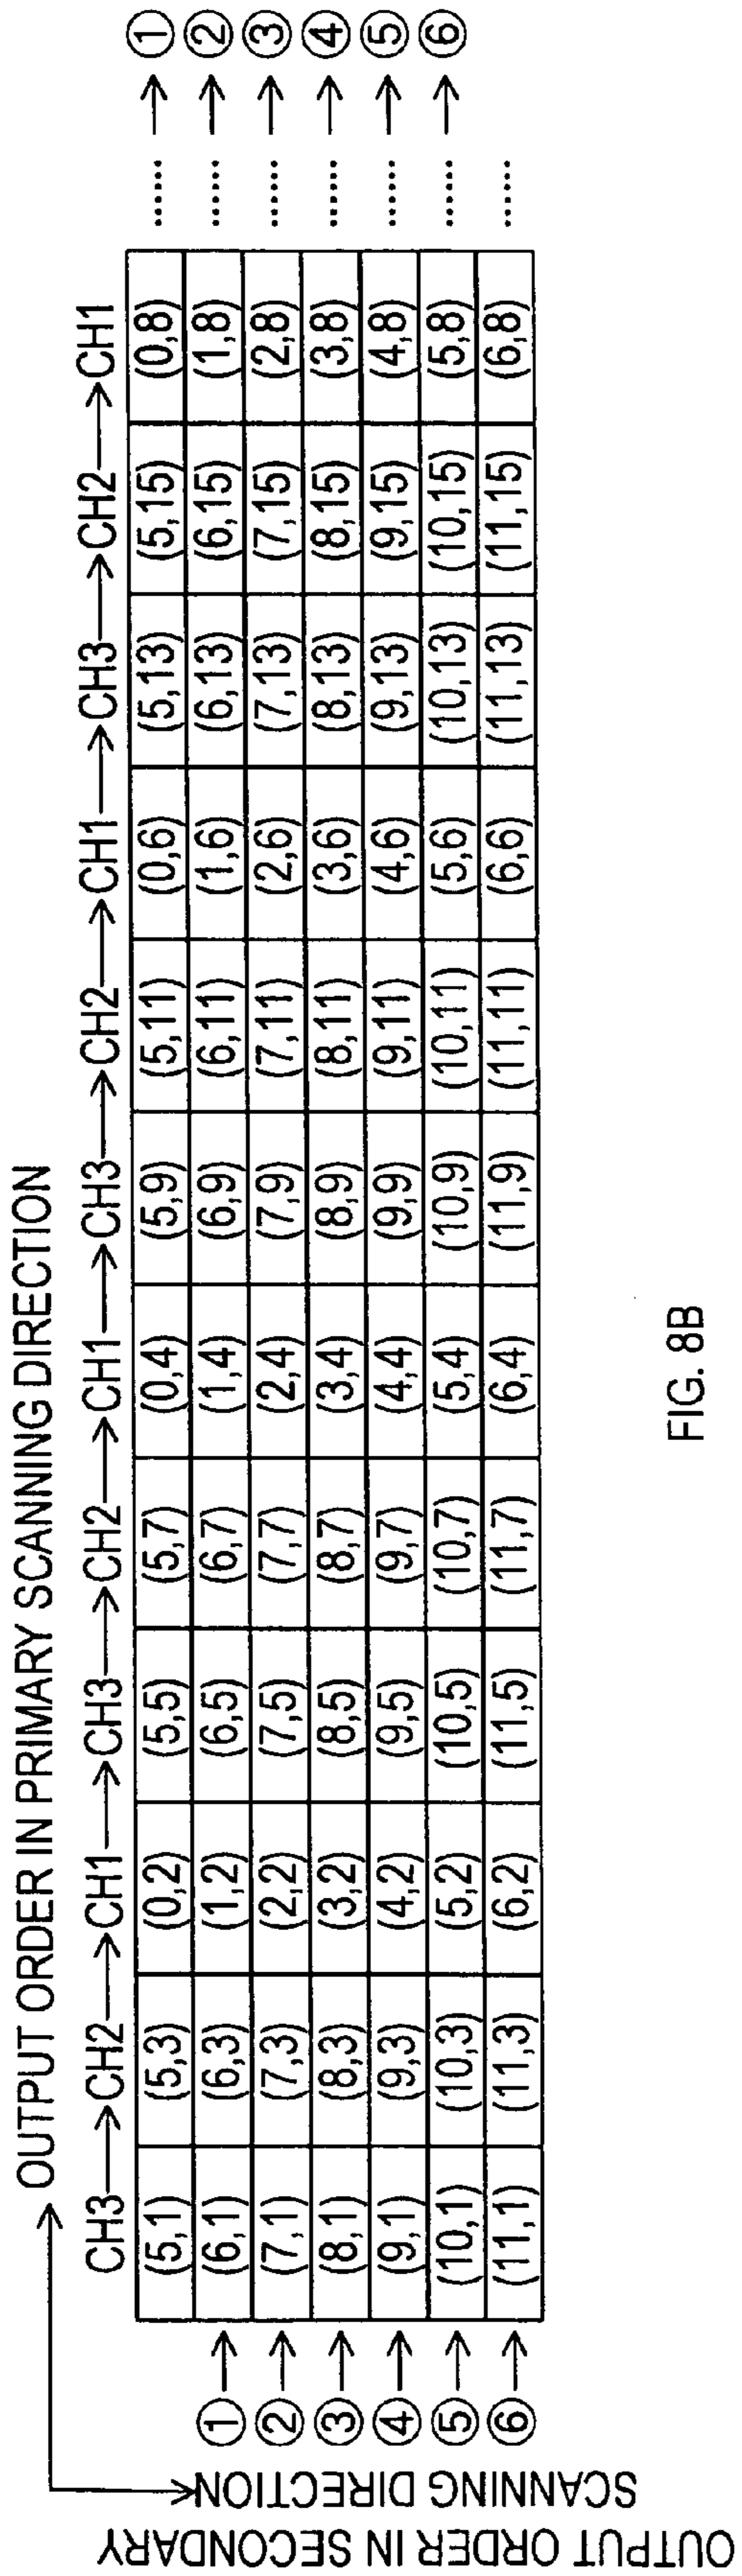 OUTPUT ORDER IN PRIMARY SCANNING DIRECTION
CH3→CH2→CH1→CH3→CH2→CH1→CH3→CH2→CH1→CH3→CH2→CH1
(5,1) (5,3) (0,2) (5,5) (5,7) (0,4) (5,9) (5,11) (0,6) (5,13) (5,15) (0,8) ...... → ①
① → (6,1) (6,3) (1,2) (6,5) (6,7) (1,4) (6,9) (6,11) (1,6) (6,13) (6,15) (1,8) ...... → ②
② → (7,1) (7,3) (2,2) (7,5) (7,7) (2,4) (7,9) (7,11) (2,6) (7,13) (7,15) (2,8) ...... → ③
③ → (8,1) (8,3) (3,2) (8,5) (8,7) (3,4) (8,9) (8,11) (3,6) (8,13) (8,15) (3,8) ...... → ④
④ → (9,1) (9,3) (4,2) (9,5) (9,7) (4,4) (9,9) (9,11) (4,6) (9,13) (9,15) (4,8) ...... → ⑤
⑤ → (10,1) (10,3) (5,2) (10,5) (10,7) (5,4) (10,9) (10,11) (5,6) (10,13) (10,15) (5,8) ...... → ⑥
⑥ → (11,1) (11,3) (6,2) (11,5) (11,7) (6,4) (11,9) (11,11) (6,6) (11,13) (11,15) (6,8) ......
OUTPUT ORDER IN SECONDARY
SCANNING DIRECTION
FIG. 8B